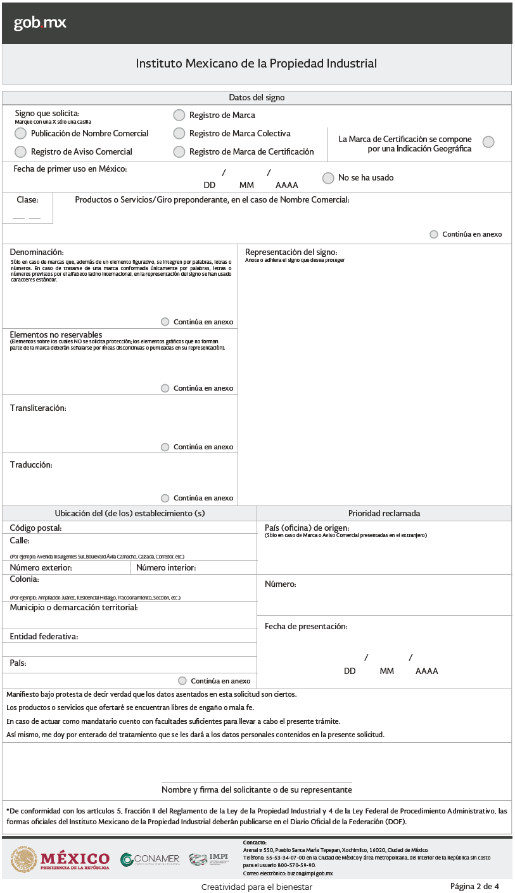 gob.mx
Instituto Mexicano de la Propiedad Industrial
Datos del signo
Signo que solicita:
Marque con una X sólo una casilla
Publicación de Nombre Comercial
Registro de Aviso Comercial
Registro de Marca
Registro de Marca Colectiva
Registro de Marca de Certificación
La Marca de Certificación se compone
por una Indicación Geográfica
Fecha de primer uso en México:
/ /
DD MM AAAA
No se ha usado
Clase:
Productos o Servicios/Giro preponderante, en el caso de Nombre Comercial:
Continúa en anexo
Denominación:
Sólo en caso de marcas que, además de un elemento figurativo, se integren por palabras, letras o
números. En caso de tratarse de una marca conformada únicamente por palabras, letras o
números previstos por el alfabeto latino internacional, en la representación del signo se han usado
caracteres estándar.
Continúa en anexo
Representación del signo:
Anote o adhiera el signo que desea proteger
Elementos no reservables
(Elementos sobre los cuales NO se solicita protección; los elementos gráficos que no forman
parte de la marca deberán señalarse por líneas discontinuas o punteadas en su representación).
Continúa en anexo
Transliteración:
Continúa en anexo
Traducción:
Continúa en anexo
Ubicación del (de los) establecimiento (s)
Código postal:
Calle:
(Por ejemplo: Avenida Insurgentes Sur, Boulevard Ávila Camacho, Calzada, Corredor, etc.)
Número exterior: Número interior:
Colonia:
(Por ejemplo: Ampliación Juárez, Residencial Hidalgo, Fraccionamiento, Sección, etc.)
Municipio o demarcación territorial:
Entidad federativa:
País:
Continúa en anexo
Prioridad reclamada
País (oficina) de origen:
(Sólo en caso de Marca o Aviso Comercial presentadas en el extranjero)
Número:
Fecha de presentación:
/ /
DD MM AAAA
Manifiesto bajo protesta de decir verdad que los datos asentados en esta solicitud son ciertos.
Los productos o servicios que ofertaré se encuentran libres de engaño o mala fe.
En caso de actuar como mandatario cuento con facultades suficientes para llevar a cabo el presente trámite.
Así mismo, me doy por enterado del tratamiento que se les dará a los datos personales contenidos en la presente solicitud.
Nombre y firma del solicitante o de su representante
*De conformidad con los artículos 5, fracción II del Reglamento de la Ley de la Propiedad Industrial y 4 de la Ley Federal de Procedimiento Administrativo, las
formas oficiales del Instituto Mexicano de la Propiedad Industrial deberán publicarse en el Diario Oficial de la Federación (DOF).
MÉXICO
PRESIDENCIA DE LA REPÚBLICA
CONAMER
IMPI
Contacto:
Arenal # 550, Pueblo Santa María Tepepan, Xochimilco, 16020, Ciudad de México.
Teléfono: 55-53-34-07-00 en la Ciudad de México y área metropolitana, del interior de la República sin costo
para el usuario 800-570-59-90.
Correo electrónico: buzon@impi.gob.mx
Creatividad para el bienestar
Página 2 de 4